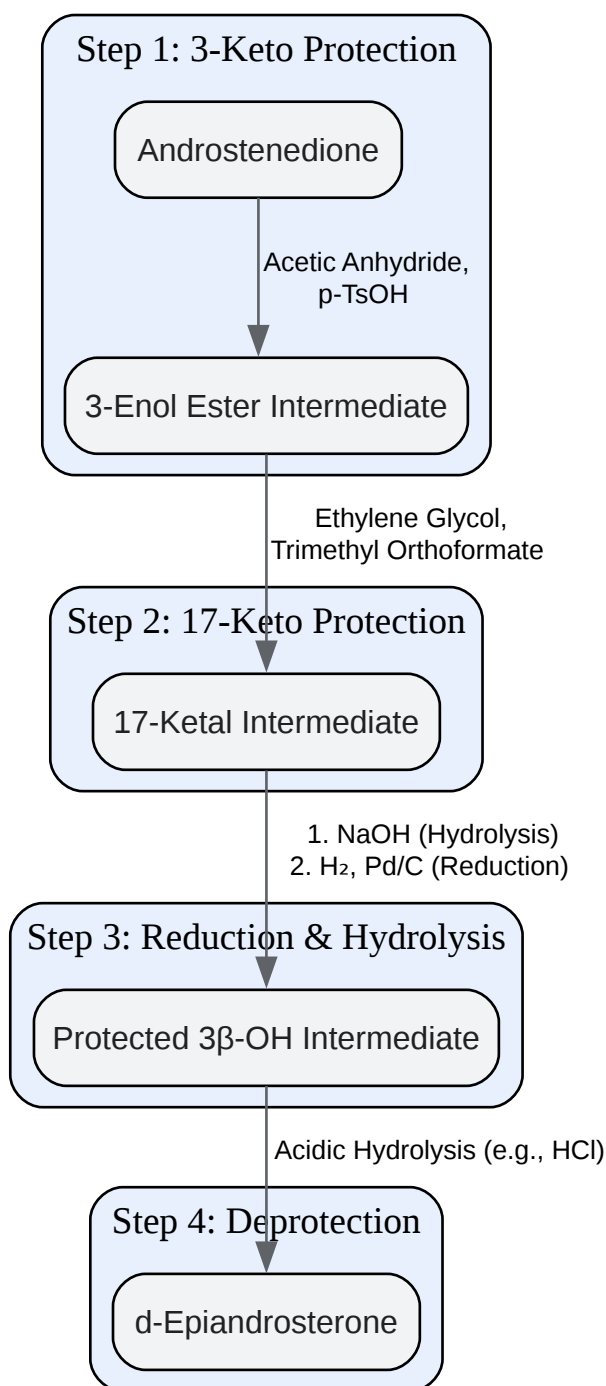 Step 1: 3-Keto Protection
Androstenedione
Acetic Anhydride,
p-TsOH
3-Enol Ester Intermediate
Ethylene Glycol,
Trimethyl Orthoformate
Step 2: 17-Keto Protection
17-Ketal Intermediate
1. NaOH (Hydrolysis)
2. H₂, Pd/C (Reduction)
Step 3: Reduction & Hydrolysis
Protected 3β-OH Intermediate
Acidic Hydrolysis (e.g., HCl)
Step 4: Deprotection
d-Epiandrosterone